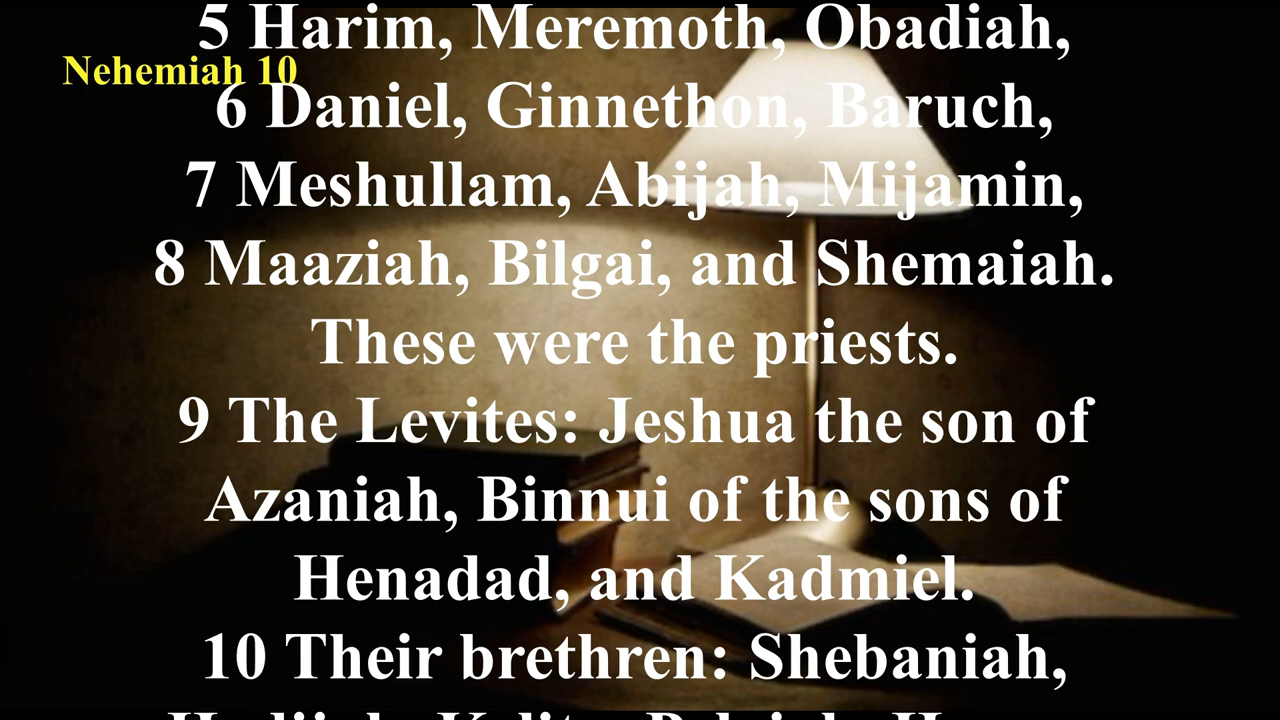 5 Harim, Meremoth, Obadiah,
Nehemiah 10
6 Daniel, Ginnethon, Baruch,
7 Meshullam, Abijah, Mijamin,
8 Maaziah, Bilgai, and Shemaiah.
These were the priests.
9 The Levites: Jeshua the son of
Azaniah, Binnui of the sons of
Henadad, and Kadmiel.
10 Their brethren: Shebaniah,